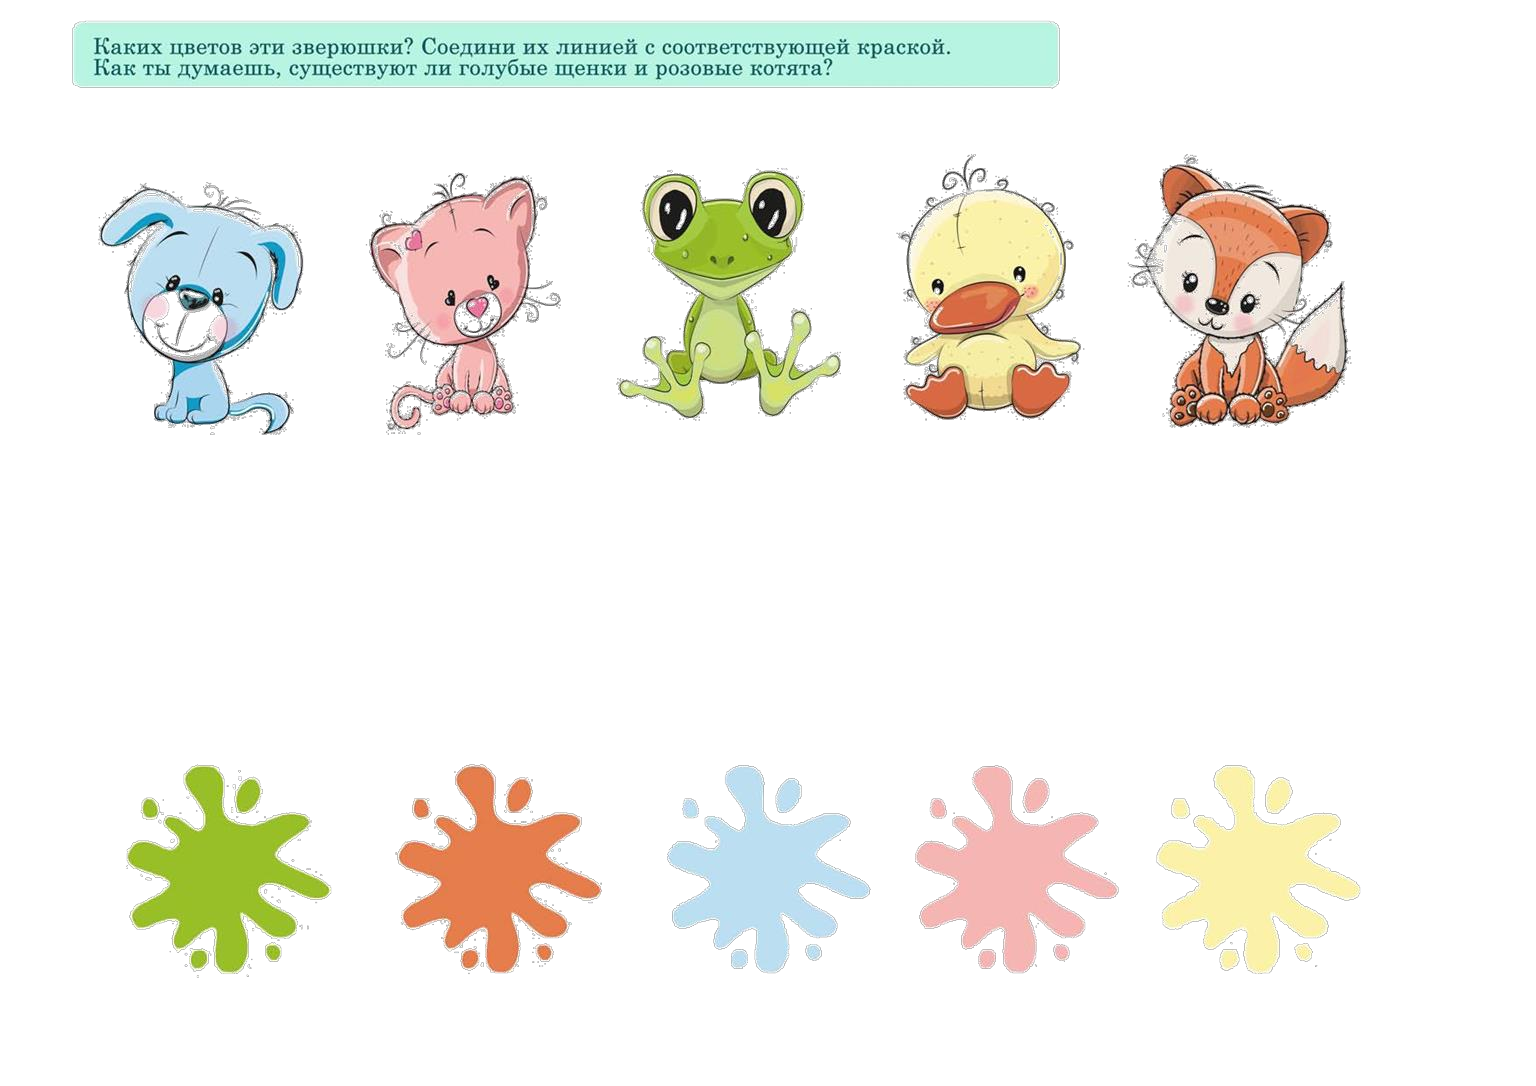 Каких цветов эти зверюшки? Соедини их линией с соответствующей краской.
Как ты думаешь, существуют ли голубые щенки и розовые котята?